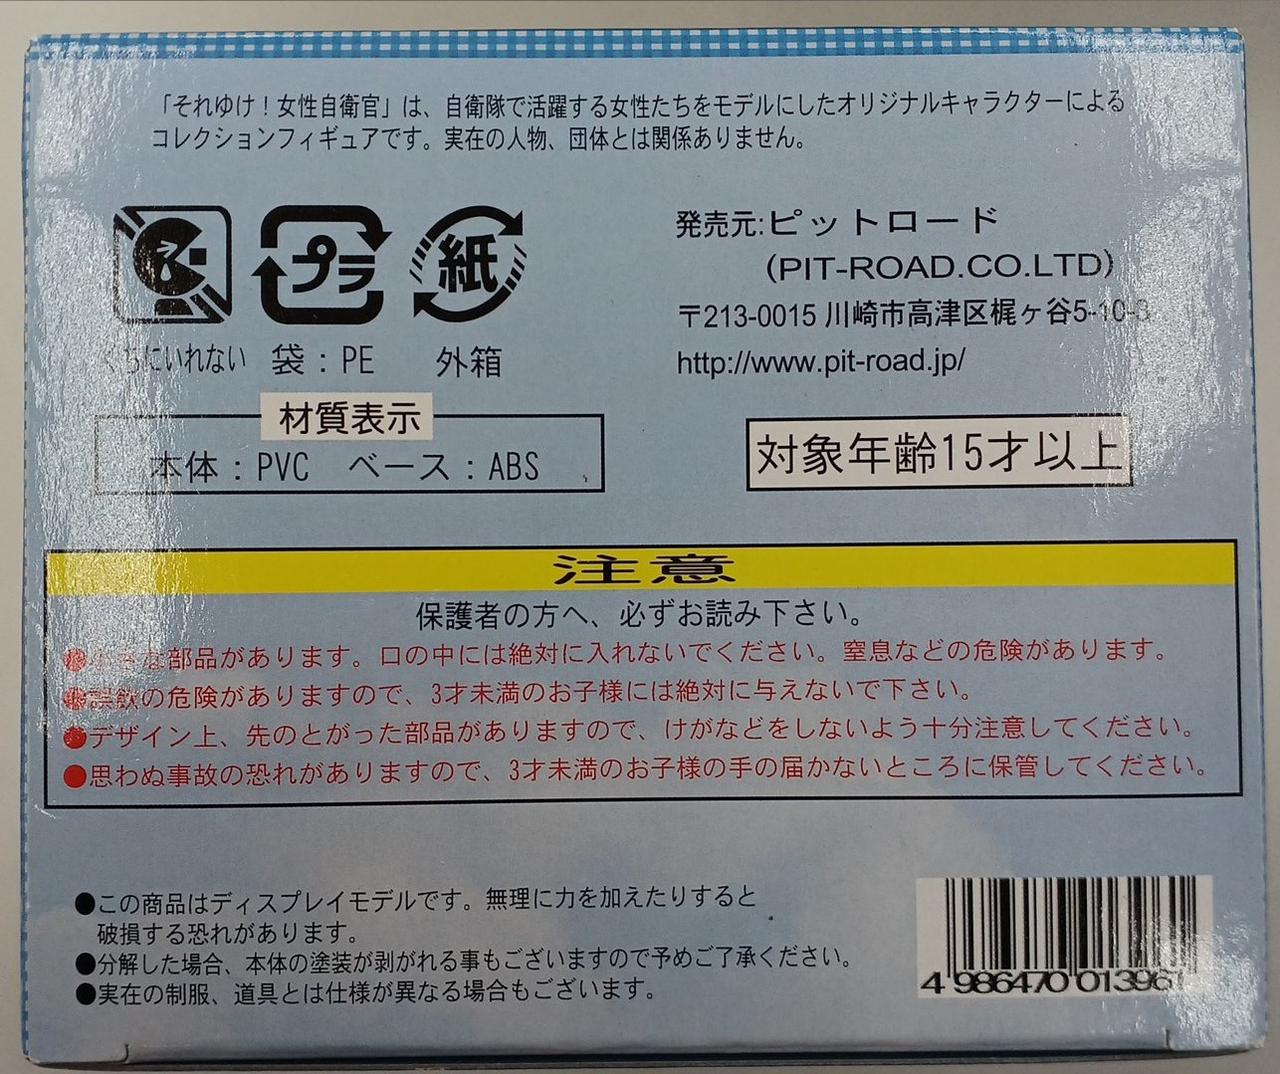 「それゆけ！女性自衛官」は、自衛隊で活躍する女性たちをモデルにしたオリジナルキャラクターによる
コレクションフィギュアです。実在の人物、団体とは関係ありません。
プラ
紙
くちにいれない
袋：PE
外箱
発売元:ピットロード
(PIT-ROAD.CO.LTD)
〒213-0015 川崎市高津区梶ヶ谷5-10-3
http://www.pit-road.jp/
材質表示
本体：PVC ベース：ABS
対象年齢15才以上
注意
保護者の方へ、必ずお読み下さい。
●小さな部品があります。口の中には絶対に入れないでください。窒息などの危険があります。
●誤飲の危険がありますので、3才未満のお子様には絶対に与えないで下さい。
●デザイン上、先のとがった部品がありますので、けがなどをしないよう十分注意してください。
●思わぬ事故の恐れがありますので、3才未満のお子様の手の届かないところに保管してください。
●この商品はディスプレイモデルです。無理に力を加えたりすると
破損する恐れがあります。
●分解した場合、本体の塗装が剥がれる事もございますので予めご了承ください。
●実在の制服、道具とは仕様が異なる場合もございます。
4 986470 013961